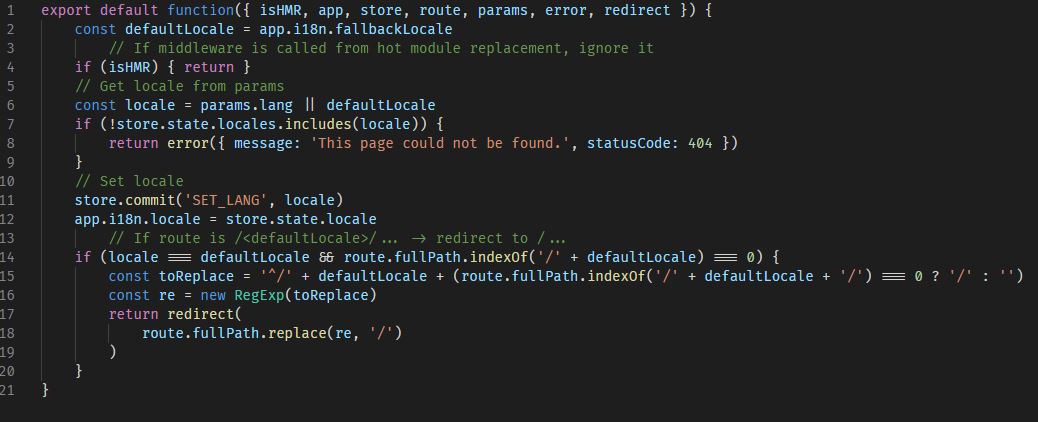 1 export default function({ isHMR, app, store, route, params, error, redirect }) {
2 const defaultLocale = app.i18n.fallbackLocale
3 // If middleware is called from hot module replacement, ignore it
4 if (isHMR) { return }
5 // Get locale from params
6 const locale = params.lang || defaultLocale
7 if (!store.state.locales.includes(locale)) {
8 return error({ message: 'This page could not be found.', statusCode: 404 })
9 }
10 // Set locale
11 store.commit('SET_LANG', locale)
12 app.i18n.locale = store.state.locale
13 // If route is /<defaultLocale>/... -> redirect to /...
14 if (locale === defaultLocale && route.fullPath.indexOf('/' + defaultLocale) === 0) {
15 const toReplace = '^/' + defaultLocale + (route.fullPath.indexOf('/' + defaultLocale + '/') === 0 ? '/' : '')
16 const re = new RegExp(toReplace)
17 return redirect(
18 route.fullPath.replace(re, '/')
19 )
20 }
21 }